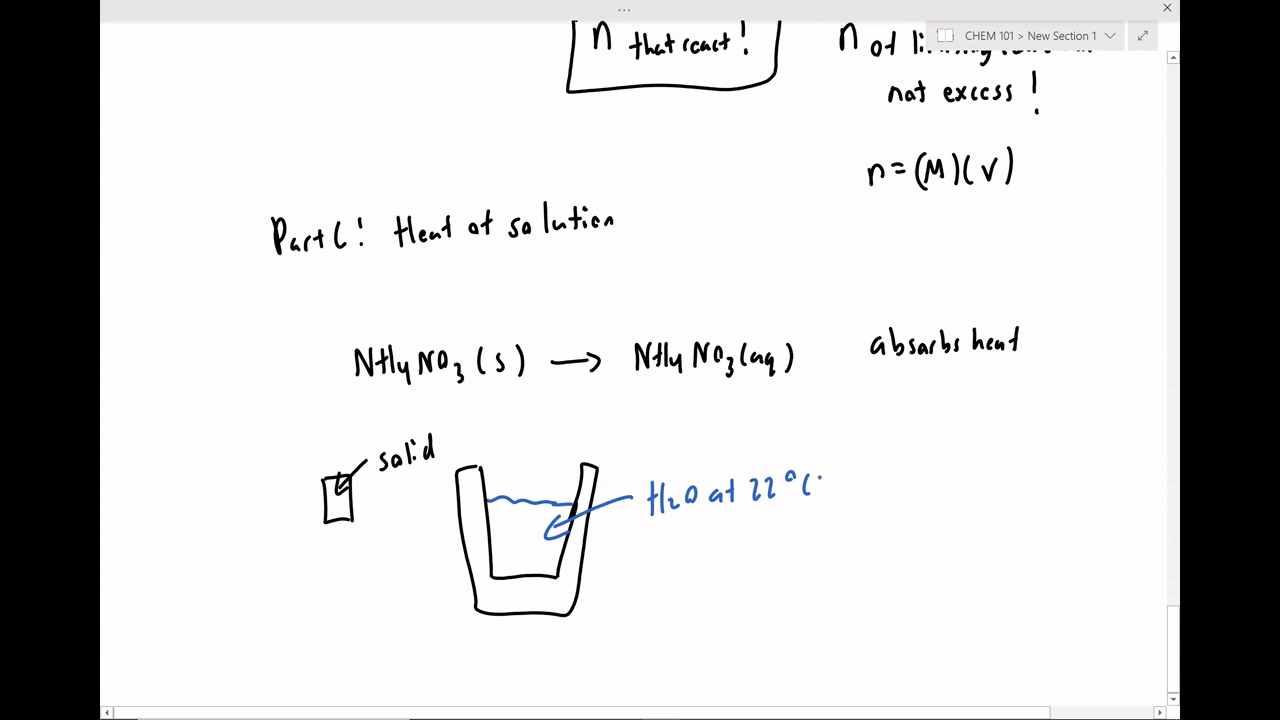 CHEM 101 > New Section 1
n that react!
n of
not excess!
n = (M)(V)
Part C: Heat of solution
NH4NO3(s) → NH4NO3(aq)
absorbs heat
solid
H2O at 22°C